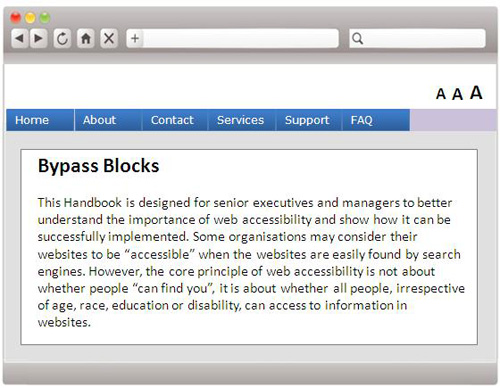 A A A
Home About Contact Services Support FAQ
Bypass Blocks
This Handbook is designed for senior executives and managers to better
understand the importance of web accessibility and show how it can be
successfully implemented. Some organisations may consider their
websites to be “accessible” when the websites are easily found by search
engines. However, the core principle of web accessibility is not about
whether people “can find you”, it is about whether all people, irrespective
of age, race, education or disability, can access to information in
websites.